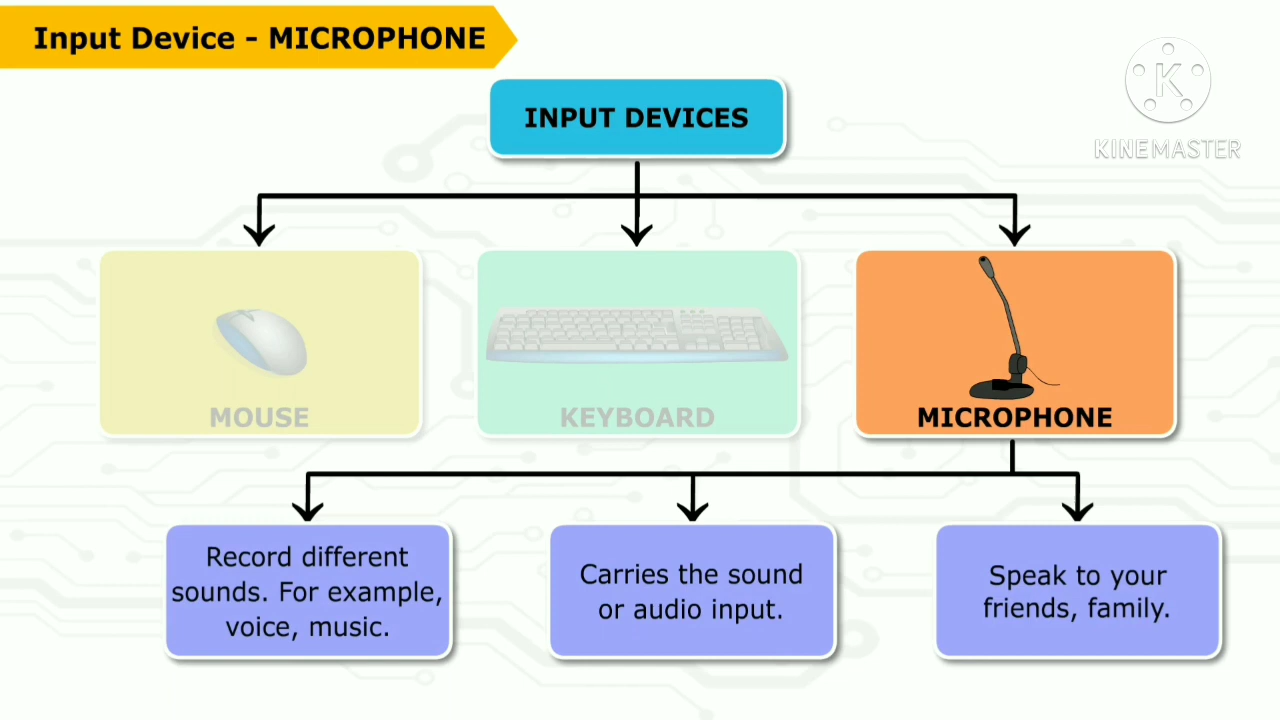 Input Device - MICROPHONE
K
KINEMASTER
INPUT DEVICES
MOUSE
KEYBOARD
MICROPHONE
Record different
sounds. For example,
voice, music.
Carries the sound
or audio input.
Speak to your
friends, family.